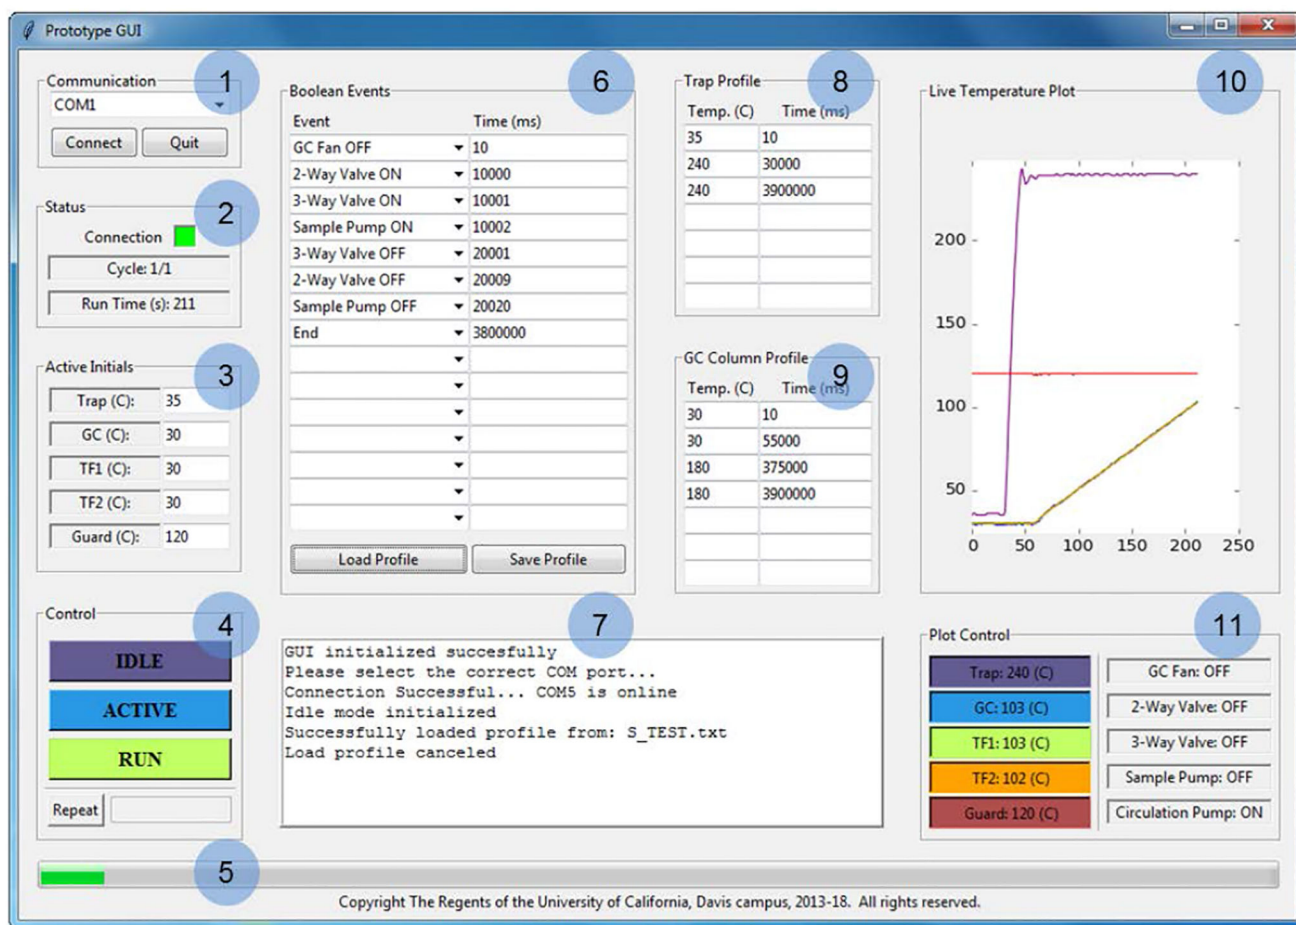 Prototype GUI
1
Communication
COM1
Connect Quit
2
Status
Connection
Cycle: 1/1
Run Time (s): 211
3
Active Initials
Trap (C): 35
GC (C): 30
TF1 (C): 30
TF2 (C): 30
Guard (C): 120
4
Control
IDLE
ACTIVE
RUN
Repeat
5
6
Boolean Events
Event Time (ms)
GC Fan OFF 10
2-Way Valve ON 10000
3-Way Valve ON 10001
Sample Pump ON 10002
3-Way Valve OFF 20001
2-Way Valve OFF 20009
Sample Pump OFF 20020
End 3800000
Load Profile Save Profile
7
GUI initialized succesfully
Please select the correct COM port...
Connection Successful... COM5 is online
Idle mode initialized
Successfully loaded profile from: S_TEST.txt
Load profile canceled
8
Trap Profile
Temp. (C) Time (ms)
35 10
240 30000
240 3900000
9
GC Column Profile
Temp. (C) Time (ms)
30 10
30 55000
180 375000
180 3900000
10
Live Temperature Plot
200
150
100
50
0 50 100 150 200 250
11
Plot Control
Trap: 240 (C) GC Fan: OFF
GC: 103 (C) 2-Way Valve: OFF
TF1: 103 (C) 3-Way Valve: OFF
TF2: 102 (C) Sample Pump: OFF
Guard: 120 (C) Circulation Pump: ON
Copyright The Regents of the University of California, Davis campus, 2013-18. All rights reserved.